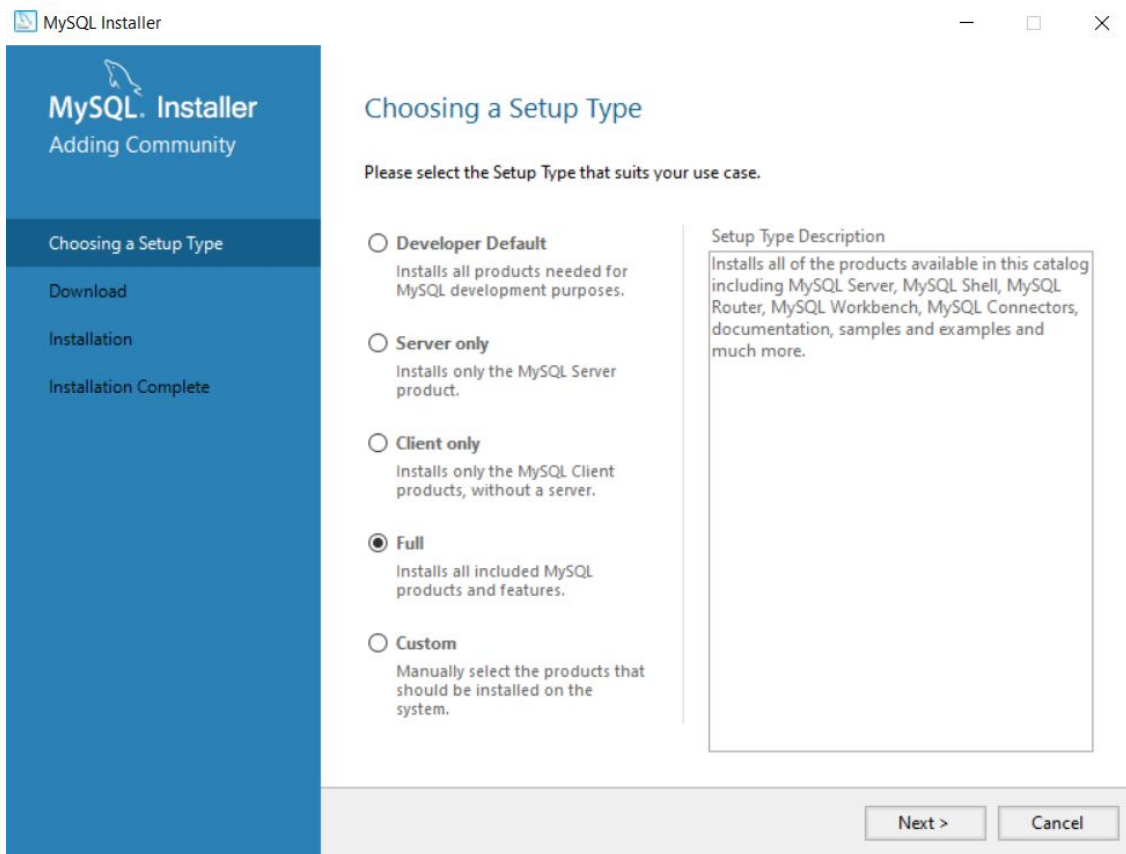 MySQL Installer
MySQL. Installer
Adding Community
Choosing a Setup Type
Download
Installation
Installation Complete
Choosing a Setup Type
Please select the Setup Type that suits your use case.
Developer Default
Installs all products needed for
MySQL development purposes.
Server only
Installs only the MySQL Server
product.
Client only
Installs only the MySQL Client
products, without a server.
Full
Installs all included MySQL
products and features.
Custom
Manually select the products that
should be installed on the
system.
Setup Type Description
Installs all of the products available in this catalog
including MySQL Server, MySQL Shell, MySQL
Router, MySQL Workbench, MySQL Connectors,
documentation, samples and examples and
much more.
Next >
Cancel